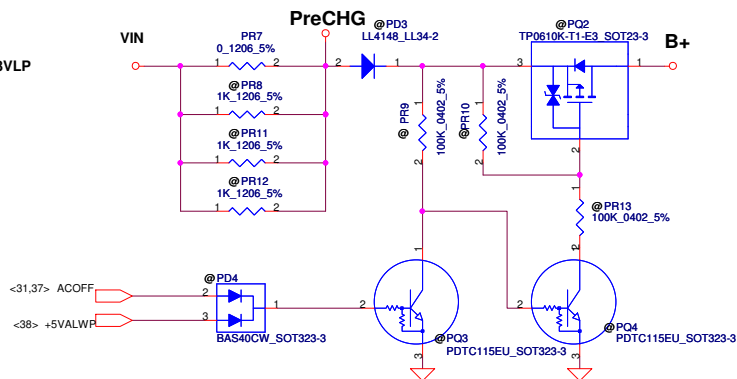 PreCHG
VIN
3VLP
PR7
0_1206_5%
1 2
@PR8
1K_1206_5%
1 2
@PR11
1K_1206_5%
1 2
@PR12
1K_1206_5%
1 2
@PD3
LL4148_LL34-2
2 1
@PR9
100K_0402_5%
1 2
@PR10
100K_0402_5%
1 2
@PQ2
TP0610K-T1-E3_SOT23-3
3 1
2
B+
@PR13
100K_0402_5%
1 2
<31,37> ACOFF
<38> +5VALWP
@PD4
2 1
3
BAS40CW_SOT323-3
1
2
3
@PQ3
PDTC115EU_SOT323-3
1
2
3
@PQ4
PDTC115EU_SOT323-3